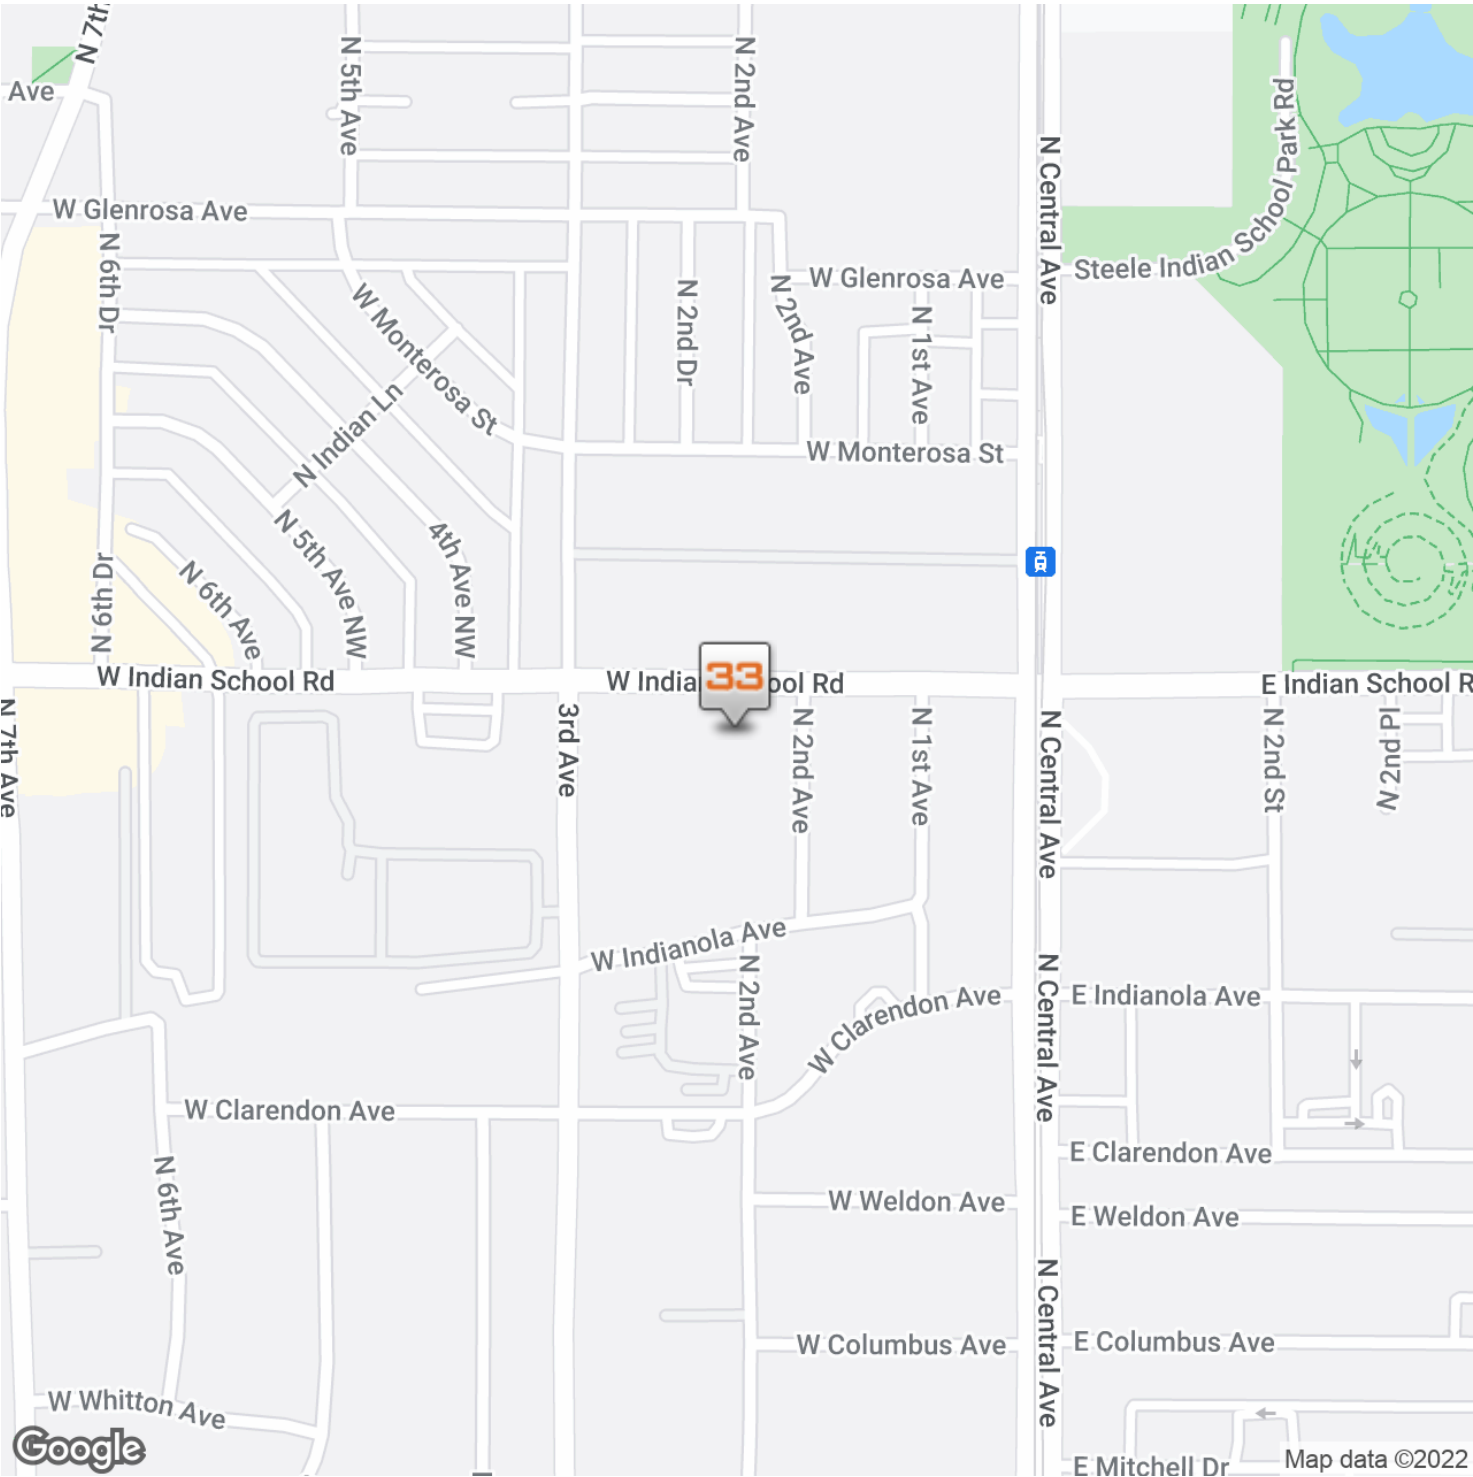 N 7th
N 5th Ave
N 2nd Ave
Ave
N Central Ave
Steele Indian School/Park Rd
W Glenrosa Ave
N 6th Dr
W Glenrosa Ave
W Monterosa St
N 2nd Dr
N 2nd Ave
N 1st Ave
N Indian Ln
W Monterosa St
N 5th Ave NW
4th Ave NW
N 6th Ave
N 6th Dr
W Indian School Rd
W India
33
ool Rd
E Indian School R
N 7th Ave
3rd Ave
N 2nd Ave
N 1st Ave
N Central Ave
N 2nd St
N 2nd Pl
W Indianola Ave
N 2nd Ave
W Clarendon Ave
N Central Ave
E Indianola Ave
W Clarendon Ave
E Clarendon Ave
N 6th Ave
W Weldon Ave
E Weldon Ave
N Central Ave
W Columbus Ave
E Columbus Ave
W Whitton Ave
Google
E Mitchell Dr
Map data ©2022